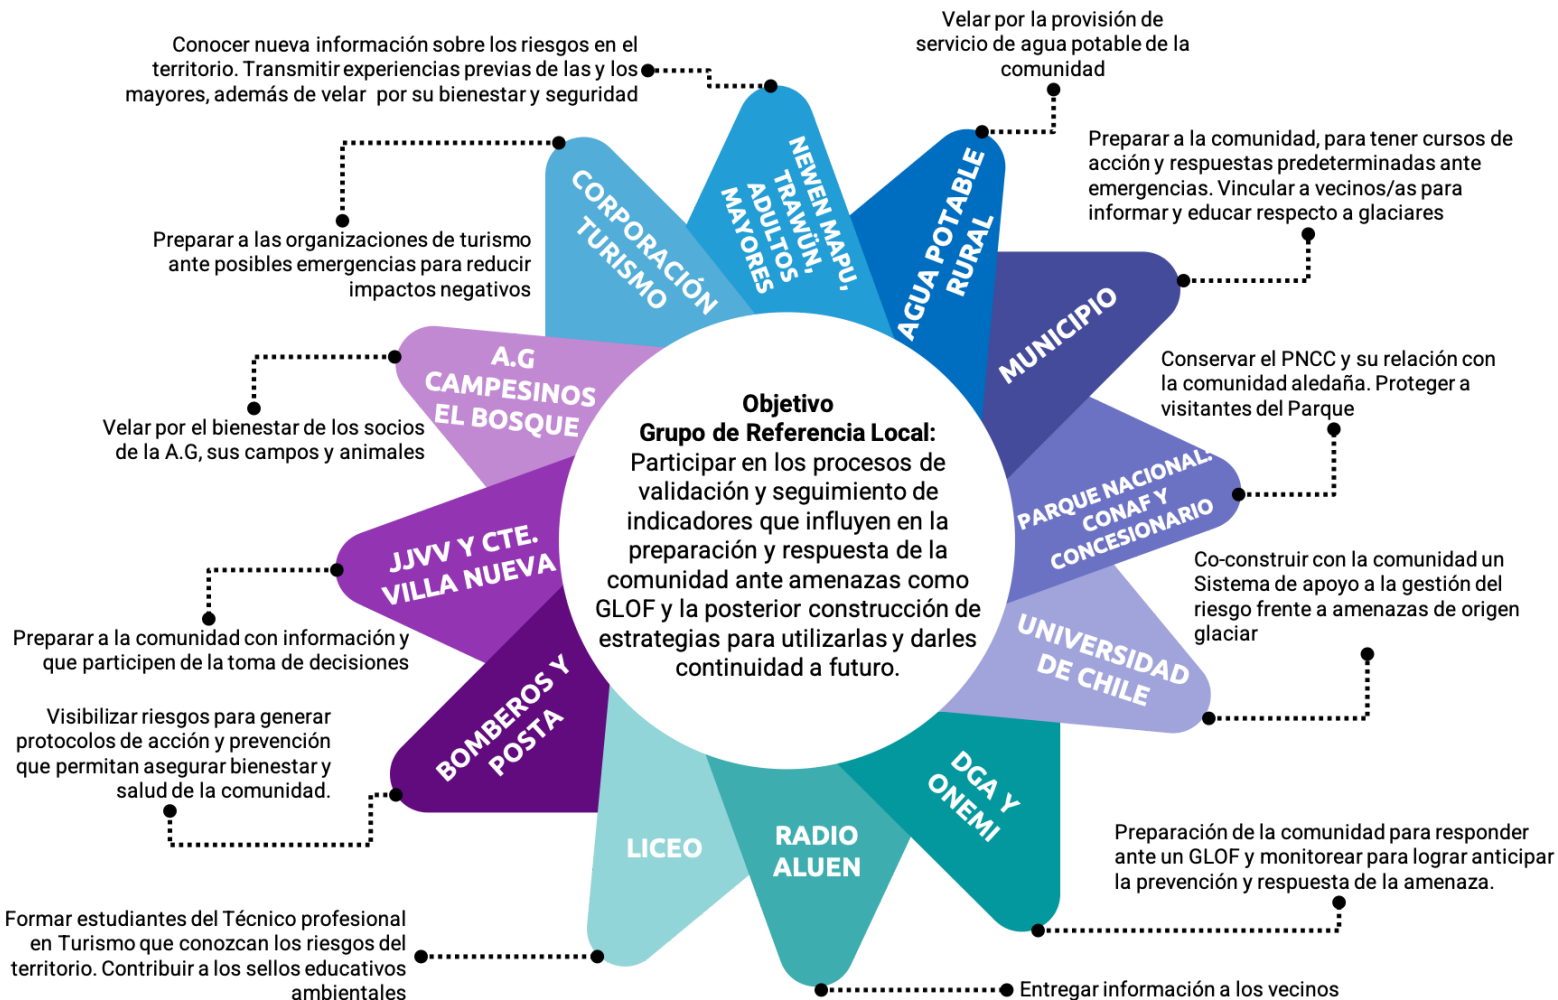 Conocer nueva información sobre los riesgos en el
territorio. Transmitir experiencias previas de las y los
mayores, además de velar por su bienestar y seguridad
Velar por la provisión de
servicio de agua potable de la
comunidad
Preparar a la comunidad, para tener cursos de
acción y respuestas predeterminadas ante
emergencias. Vincular a vecinos/as para
informar y educar respecto a glaciares
Preparar a las organizaciones de turismo
ante posibles emergencias para reducir
impactos negativos
CORPORACIÓN
TURISMO
NEWEN MAPU,
TRAWÜN,
ADULTOS
MAYORES
AGUA POTABLE
RURAL
MUNICIPIO
Conservar el PNCC y su relación con
la comunidad aledaña. Proteger a
visitantes del Parque
A.G
CAMPESINOS
EL BOSQUE
Velar por el bienestar de los socios
de la A.G, sus campos y animales
Objetivo
Grupo de Referencia Local:
Participar en los procesos de
validación y seguimiento de
indicadores que influyen en la
preparación y respuesta de la
comunidad ante amenazas como
GLOF y la posterior construcción de
estrategias para utilizarlas y darles
continuidad a futuro.
PARQUE NACIONAL:
CONAF Y
CONCESIONARIO
JJVV Y CTE.
VILLA NUEVA
Co-construir con la comunidad un
Sistema de apoyo a la gestión del
riesgo frente a amenazas de origen
glaciar
Preparar a la comunidad con información y
que participen de la toma de decisiones
UNIVERSIDAD
DE CHILE
BOMBEROS Y
POSTA
Visibilizar riesgos para generar
protocolos de acción y prevención
que permitan asegurar bienestar y
salud de la comunidad.
DGA Y
ONEMI
LICEO
RADIO
ALUEN
Preparación de la comunidad para responder
ante un GLOF y monitorear para lograr anticipar
la prevención y respuesta de la amenaza.
Formar estudiantes del Técnico profesional
en Turismo que conozcan los riesgos del
territorio. Contribuir a los sellos educativos
ambientales
Entregar información a los vecinos